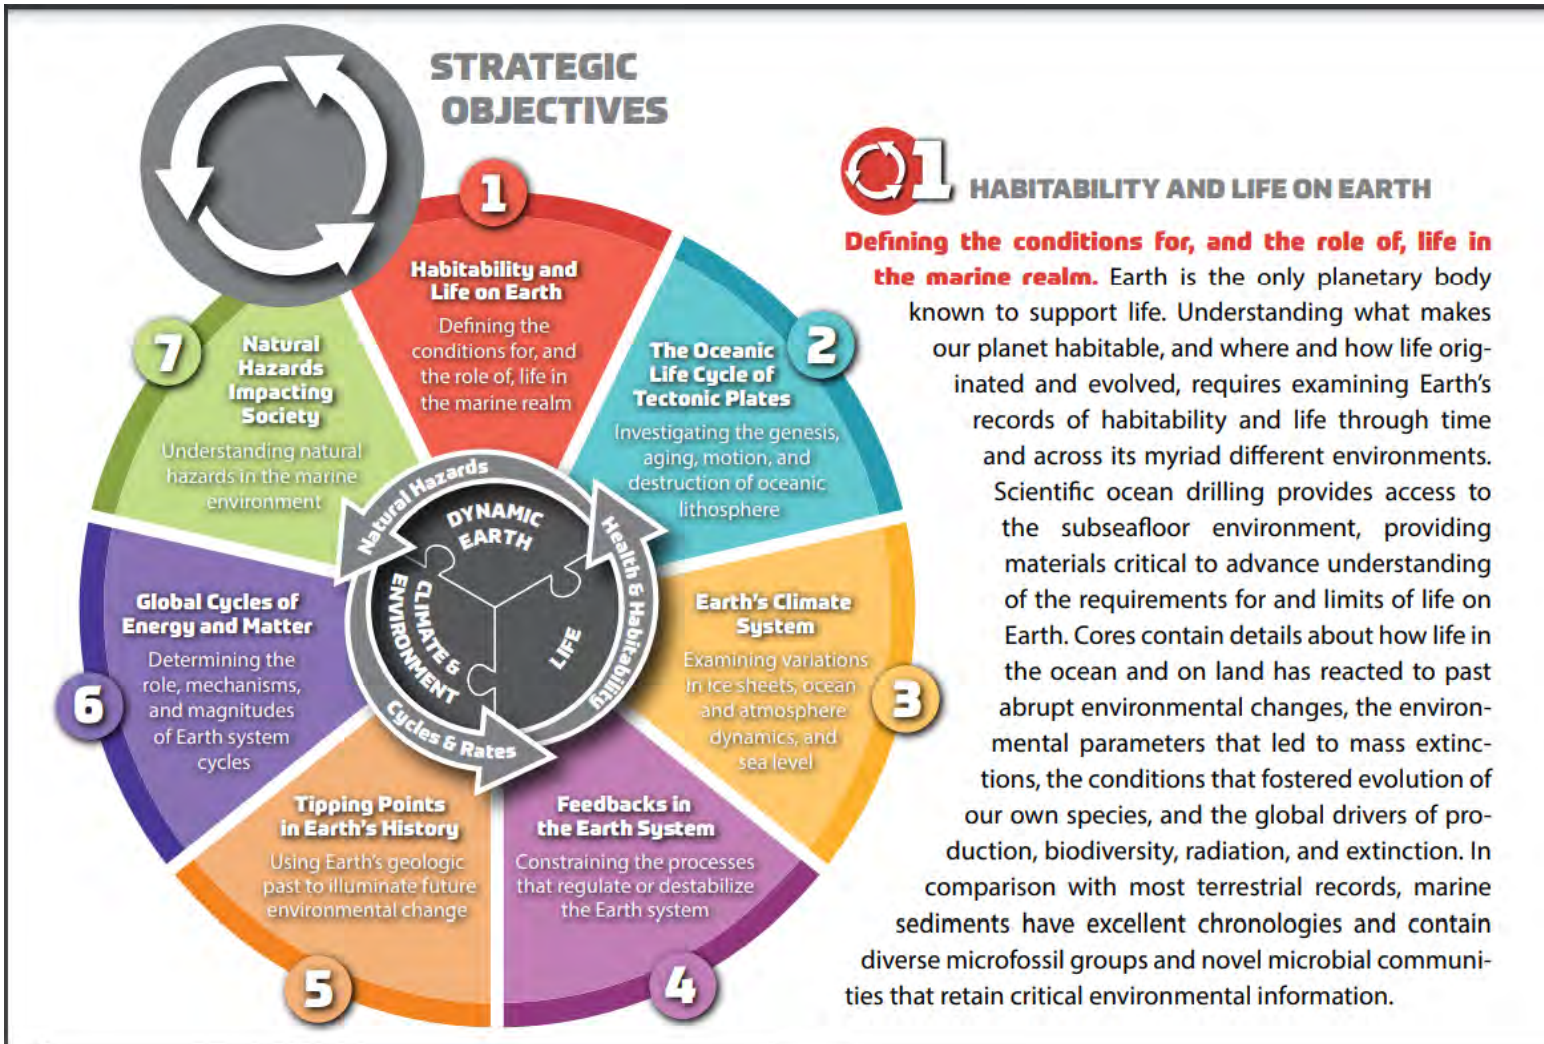 STRATEGIC
OBJECTIVES
1
Habitability and
Life on Earth
Defining the
conditions for, and
the role of, life in
the marine realm
2
The Oceanic
Life Cycle of
Tectonic Plates
Investigating the genesis,
aging, motion, and
destruction of oceanic
lithosphere
3
Earth's Climate
System
Examining variations
in ice sheets, ocean
and atmosphere
dynamics, and
sea level
4
Feedbacks in
the Earth System
Constraining the processes
that regulate or destabilize
the Earth system
5
Tipping Points
in Earth's History
Using Earth's geologic
past to illuminate future
environmental change
6
Global Cycles of
Energy and Matter
Determining the
role, mechanisms,
and magnitudes
of Earth system
cycles
7
Natural
Hazards
Impacting
Society
Understanding natural
hazards in the marine
environment
Natural Hazards
Health & Habitability
Cycles & Rates
DYNAMIC
EARTH
CLIMATE &
ENVIRONMENT
LIFE
1 HABITABILITY AND LIFE ON EARTH
Defining the conditions for, and the role of, life in
the marine realm. Earth is the only planetary body
known to support life. Understanding what makes
our planet habitable, and where and how life orig-
inated and evolved, requires examining Earth's
records of habitability and life through time
and across its myriad different environments.
Scientific ocean drilling provides access to
the subseafloor environment, providing
materials critical to advance understanding
of the requirements for and limits of life on
Earth. Cores contain details about how life in
the ocean and on land has reacted to past
abrupt environmental changes, the environ-
mental parameters that led to mass extinc-
tions, the conditions that fostered evolution of
our own species, and the global drivers of pro-
duction, biodiversity, radiation, and extinction. In
comparison with most terrestrial records, marine
sediments have excellent chronologies and contain
diverse microfossil groups and novel microbial communi-
ties that retain critical environmental information.